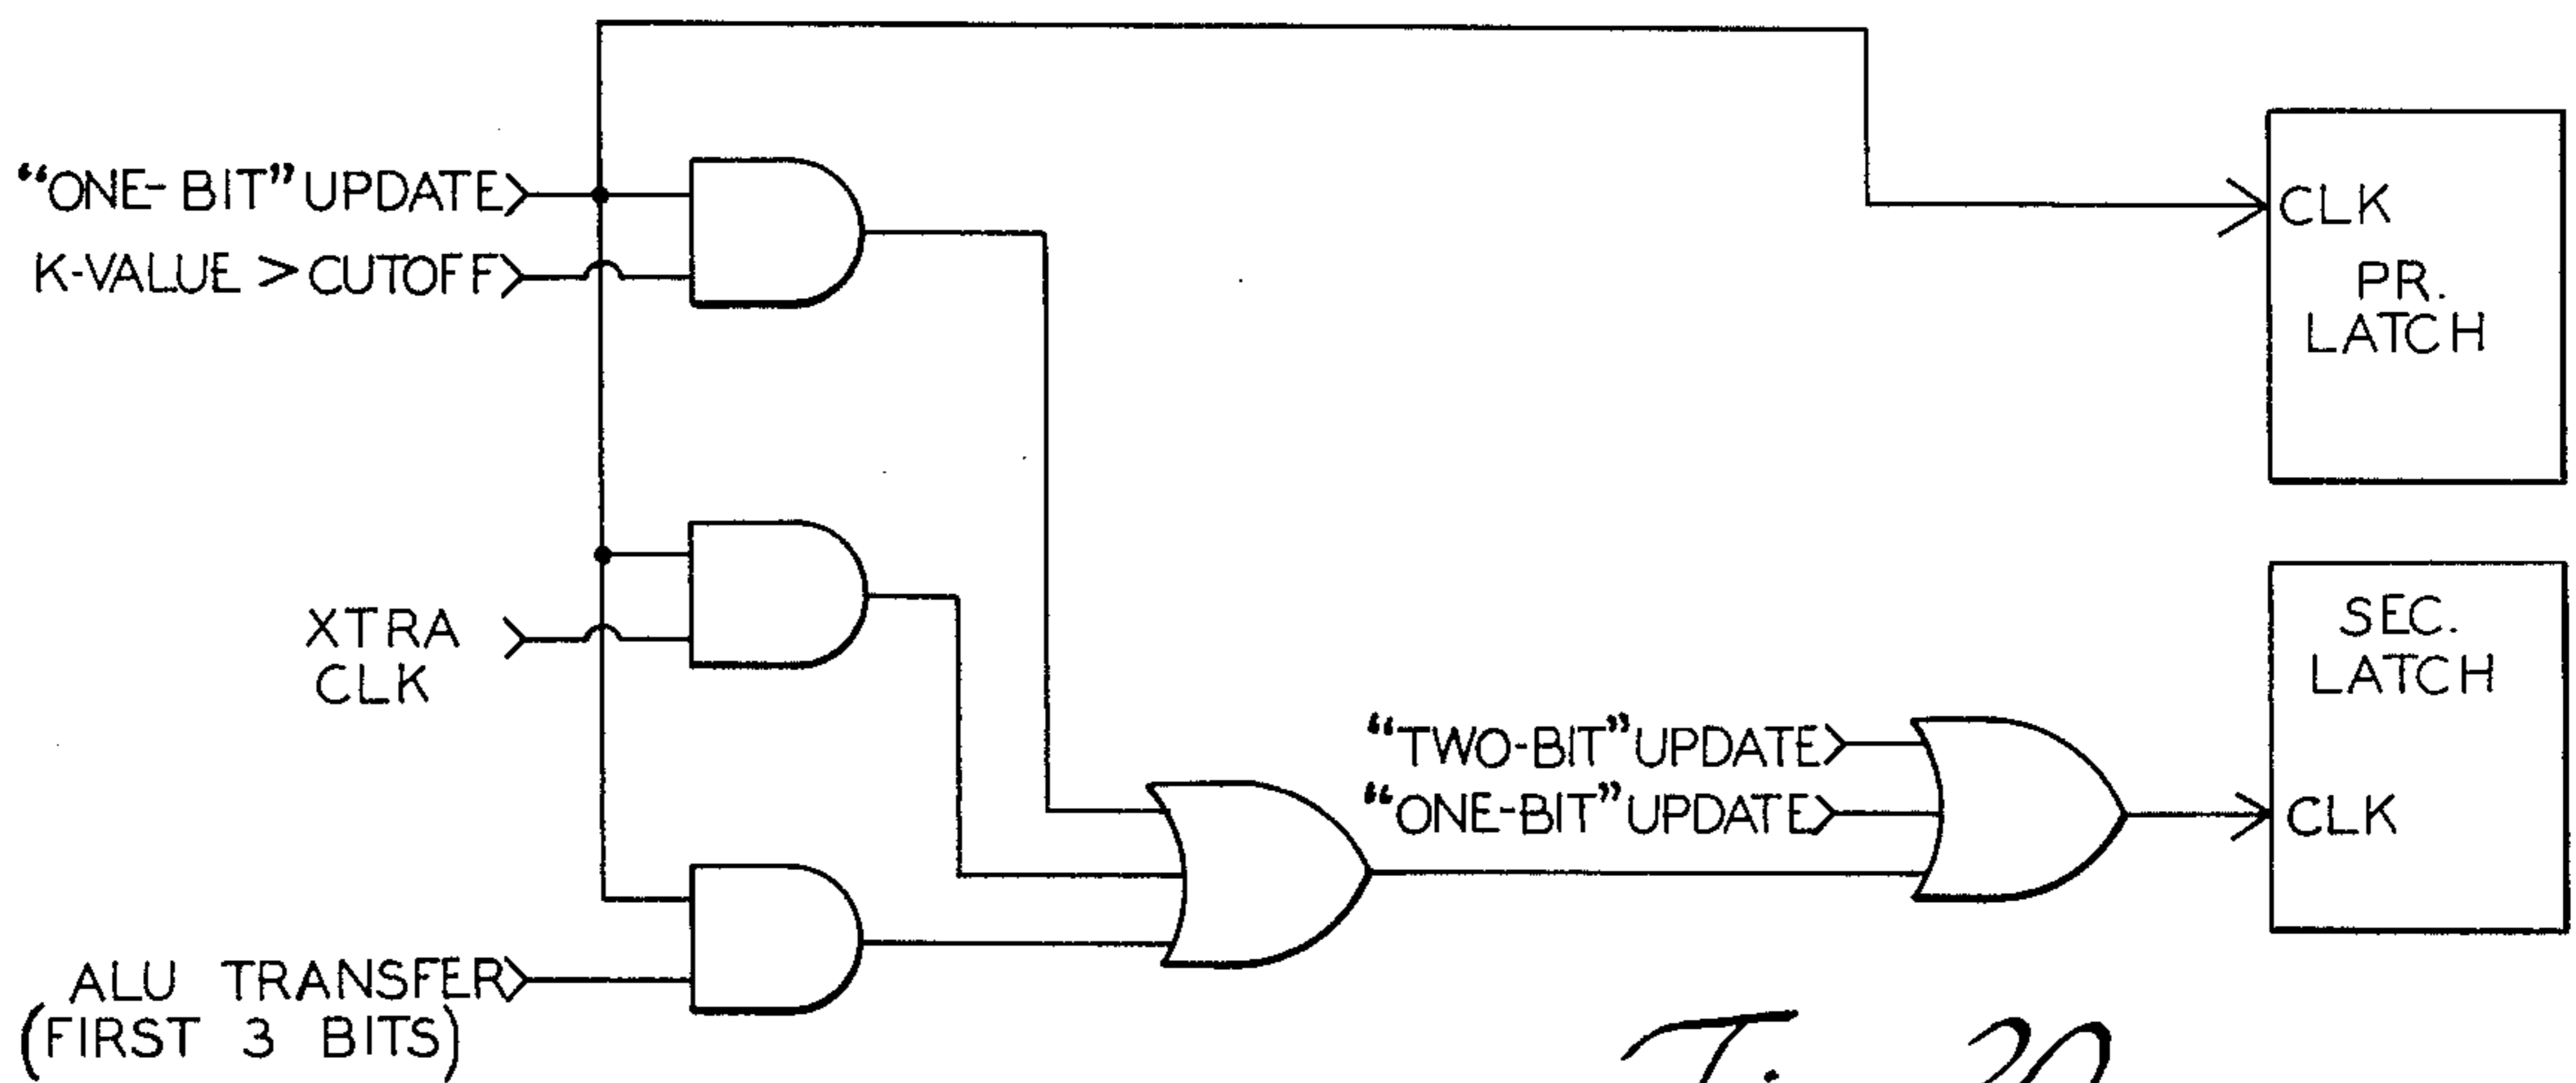 “ONE-BIT” UPDATE
K-VALUE > CUTOFF
XTRA
CLK
ALU TRANSFER
(FIRST 3 BITS)
“TWO-BIT” UPDATE
“ONE-BIT” UPDATE
CLK
PR.
LATCH
SEC.
LATCH
CLK